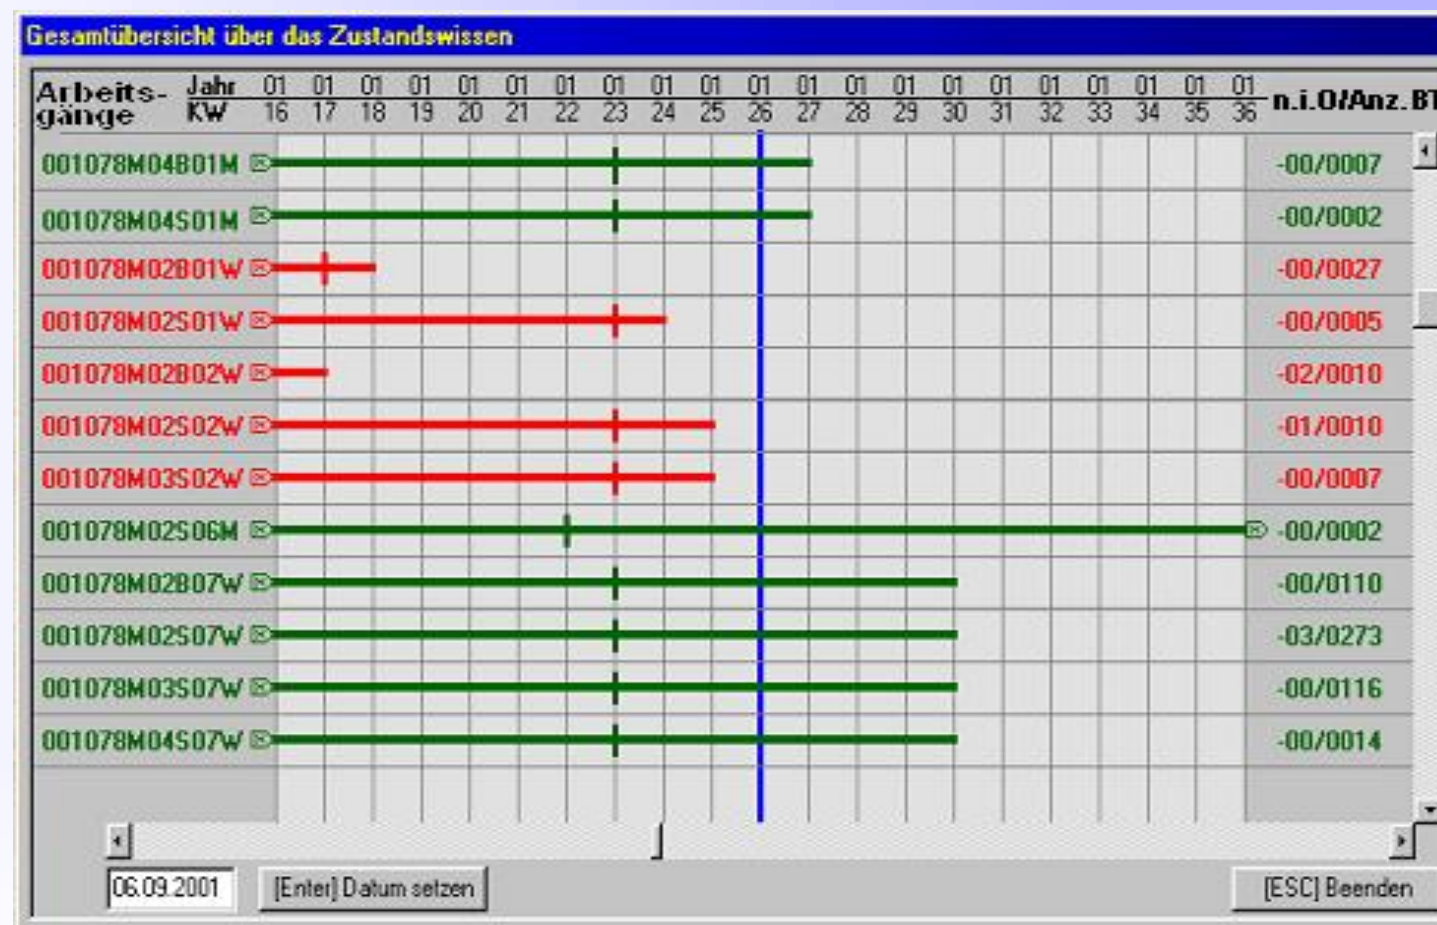 Gesamtübersicht über das Zustandswissen
Arbeits- Jahr 01 01 01 01 01 01 01 01 01 01 01 01 01 01 01 01 01 01 01 01 01 n.i.O/Anz.BT
gänge KW 16 17 18 19 20 21 22 23 24 25 26 27 28 29 30 31 32 33 34 35 36
001078M04B01M -00/0007
001078M04S01M -00/0002
001078M02B01W -00/0027
001078M02S01W -00/0005
001078M02B02W -02/0010
001078M02S02W -01/0010
001078M03S02W -00/0007
001078M02S06M -00/0002
001078M02B07W -00/0110
001078M02S07W -03/0273
001078M03S07W -00/0116
001078M04S07W -00/0014
06.09.2001 [Enter] Datum setzen [ESC] Beenden